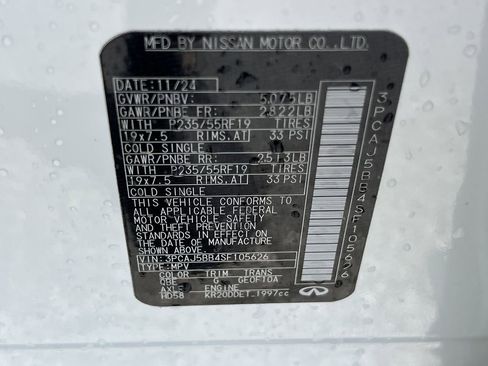 MFD BY NISSAN MOTOR CO.,LTD.
DATE:11/24
GVWR/PNBV: 5075LB
GAWR/PNBE FR: 2822LB
WITH P235/55RF19 TIRES
19x7.5 RIMS.AT 33 PSI
COLD SINGLE
GAWR/PNBE RR: 2513LB
WITH P235/55RF19 TIRES
19x7.5 RIMS.AT 33 PSI
COLD SINGLE
THIS VEHICLE CONFORMS TO
ALL APPLICABLE FEDERAL
MOTOR VEHICLE SAFETY
AND THEFT PREVENTION
STANDARDS IN EFFECT ON
THE DATE OF MANUFACTURE
SHOWN ABOVE.
VIN: 3PCAJ5BB4SF105626
TYPE:MPV
COLOR TRIM TRANS
QBE G GE0F10A
AXLE ENGINE
HD58 KR20DDET 1997cc
3PCAJ5BB4SF105626